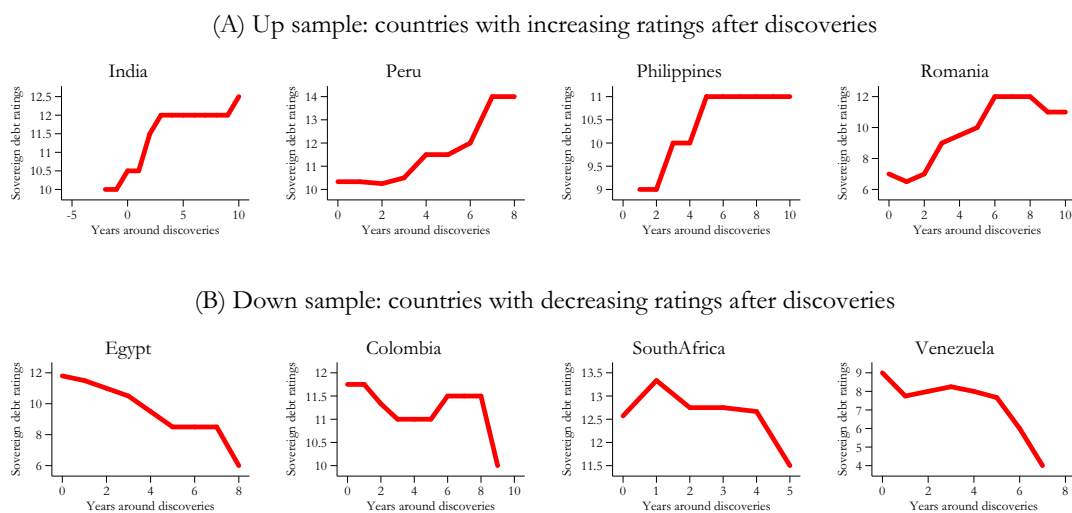 (A) Up sample: countries with increasing ratings after discoveries
India
Peru
Philippines
Romania
Sovereign debt ratings
12.5
12
11.5
11
10.5
10
-5 0 5 10
Years around discoveries
Sovereign debt ratings
14
13
12
11
10
0 2 4 6 8
Years around discoveries
Sovereign debt ratings
11
10.5
10
9.5
9
0 2 4 6 8 10
Years around discoveries
Sovereign debt ratings
12
10
8
6
0 2 4 6 8 10
Years around discoveries
(B) Down sample: countries with decreasing ratings after discoveries
Egypt
Colombia
SouthAfrica
Venezuela
Sovereign debt ratings
12
10
8
6
0 2 4 6 8
Years around discoveries
Sovereign debt ratings
12
11.5
11
10.5
10
0 2 4 6 8 10
Years around discoveries
Sovereign debt ratings
13.5
13
12.5
12
11.5
0 1 2 3 4 5
Years around discoveries
Sovereign debt ratings
9
8
7
6
5
4
0 2 4 6 8
Years around discoveries